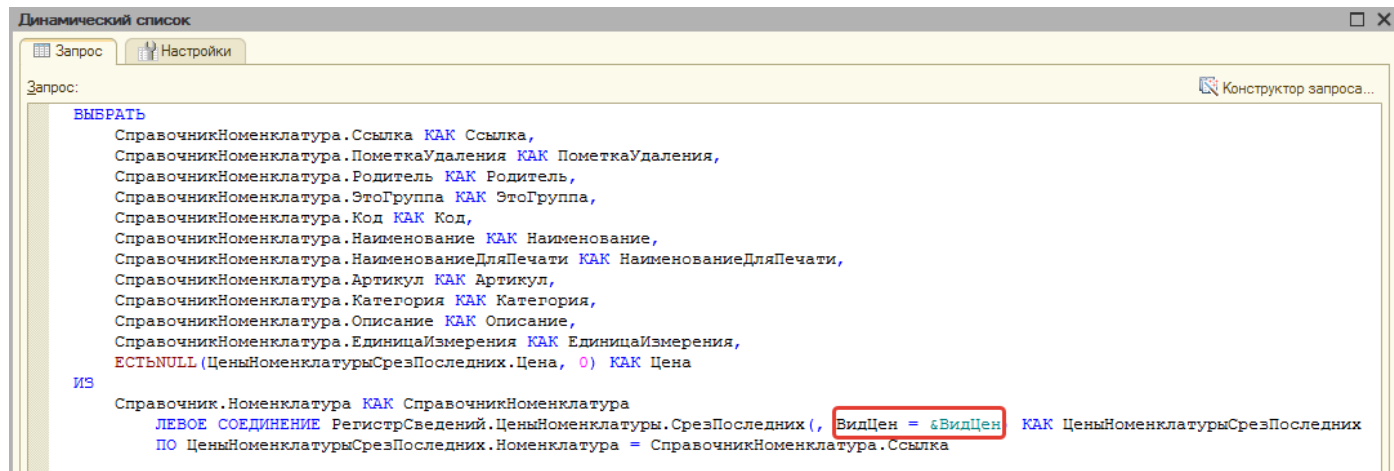 Динамический список
Запрос Настройки
Запрос: Конструктор запроса...
ВЫБРАТЬ
СправочникНоменклатура.Ссылка КАК Ссылка,
СправочникНоменклатура.ПометкаУдаления КАК ПометкаУдаления,
СправочникНоменклатура.Родитель КАК Родитель,
СправочникНоменклатура.ЭтоГруппа КАК ЭтоГруппа,
СправочникНоменклатура.Код КАК Код,
СправочникНоменклатура.Наименование КАК Наименование,
СправочникНоменклатура.НаименованиеДляПечати КАК НаименованиеДляПечати,
СправочникНоменклатура.Артикул КАК Артикул,
СправочникНоменклатура.Категория КАК Категория,
СправочникНоменклатура.Описание КАК Описание,
СправочникНоменклатура.ЕдиницаИзмерения КАК ЕдиницаИзмерения,
ЕСТЬNULL(ЦеныНоменклатурыСрезПоследних.Цена, 0) КАК Цена
ИЗ
Справочник.Номенклатура КАК СправочникНоменклатура
ЛЕВОЕ СОЕДИНЕНИЕ РегистрСведений.ЦеныНоменклатуры.СрезПоследних(, ВидЦен = &ВидЦен) КАК ЦеныНоменклатурыСрезПоследних
ПО ЦеныНоменклатурыСрезПоследних.Номенклатура = СправочникНоменклатура.Ссылка